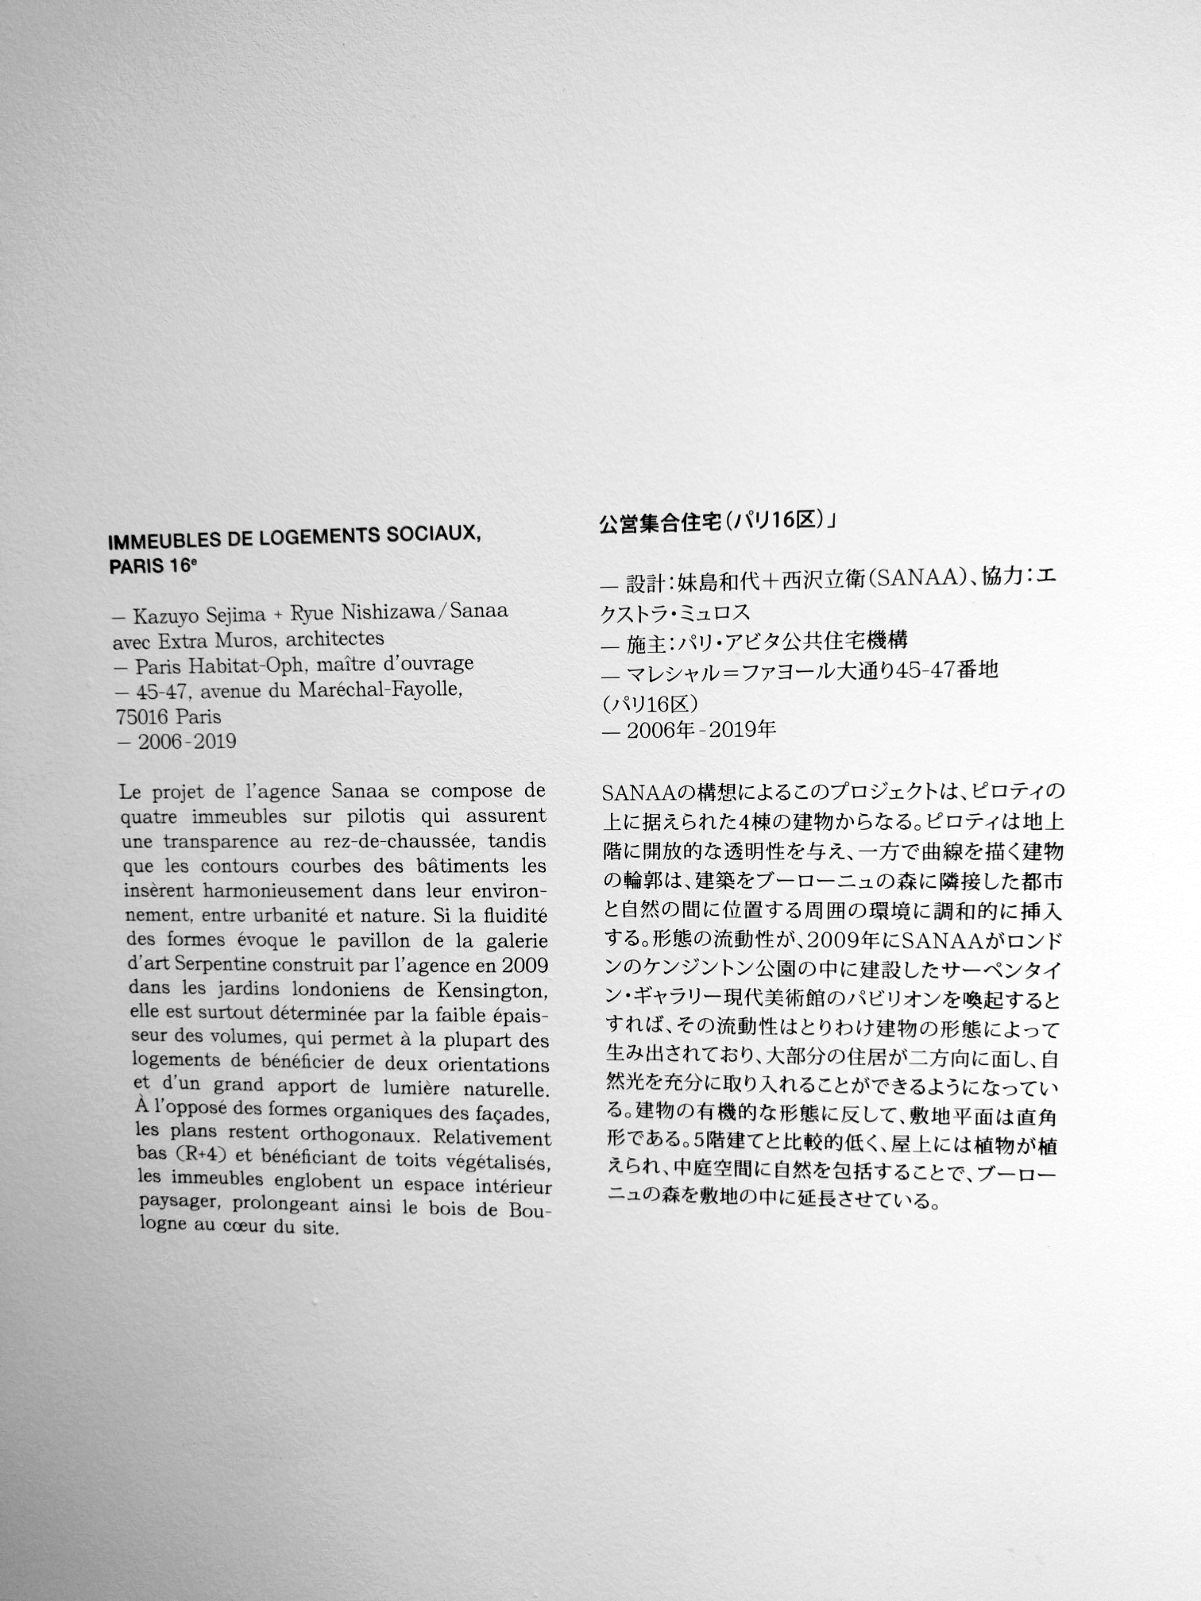 IMMEUBLES DE LOGEMENTS SOCIAUX,
PARIS 16e
– Kazuyo Sejima + Ryue Nishizawa/Sanaa
avec Extra Muros, architectes
– Paris Habitat-Oph, maître d'ouvrage
– 45-47, avenue du Maréchal-Fayolle,
75016 Paris
– 2006-2019
Le projet de l'agence Sanaa se compose de
quatre immeubles sur pilotis qui assurent
une transparence au rez-de-chaussée, tandis
que les contours courbes des bâtiments les
insèrent harmonieusement dans leur environ-
nement, entre urbanité et nature. Si la fluidité
des formes évoque le pavillon de la galerie
d'art Serpentine construit par l'agence en 2009
dans les jardins londoniens de Kensington,
elle est surtout déterminée par la faible épais-
seur des volumes, qui permet à la plupart des
logements de bénéficier de deux orientations
et d'un grand apport de lumière naturelle.
À l'opposé des formes organiques des façades,
les plans restent orthogonaux. Relativement
bas (R+4) et bénéficiant de toits végétalisés,
les immeubles englobent un espace intérieur
paysager, prolongeant ainsi le bois de Bou-
logne au cœur du site.
公営集合住宅（パリ16区）」
— 設計：妹島和代＋西沢立衛（SANAA）、協力：エ
クストラ・ミュロス
— 施主：パリ・アビタ公共住宅機構
— マレシャル＝ファヨール大通り45-47番地
（パリ16区）
— 2006年-2019年
SANAAの構想によるこのプロジェクトは、ピロティの
上に据えられた4棟の建物からなる。ピロティは地上
階に開放的な透明性を与え、一方で曲線を描く建物
の輪郭は、建築をブーローニュの森に隣接した都市
と自然の間に位置する周囲の環境に調和的に挿入
する。形態の流動性が、2009年にSANAAがロンド
ンのケンジントン公園の中に建設したサーペンタイ
ン・ギャラリー現代美術館のパビリオンを喚起すると
すれば、その流動性はとりわけ建物の形態によって
生み出されており、大部分の住居が二方向に面し、自
然光を充分に取り入れることができるようになってい
る。建物の有機的な形態に反して、敷地平面は直角
形である。5階建てと比較的低く、屋上には植物が植
えられ、中庭空間に自然を包括することで、ブーロー
ニュの森を敷地の中に延長させている。